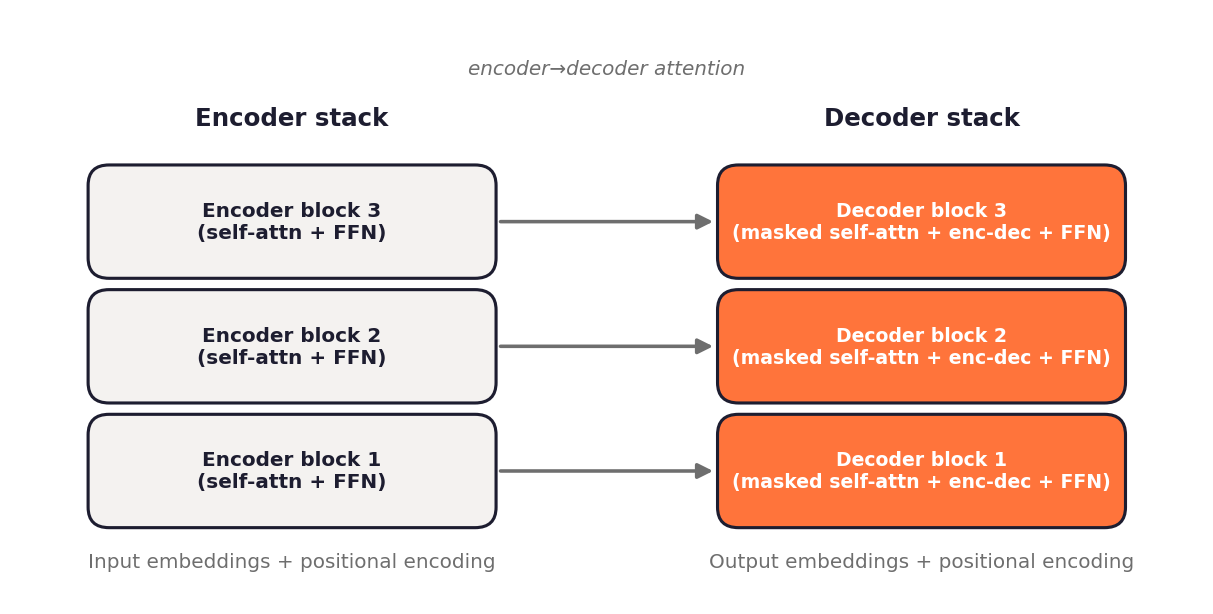 encoder→decoder attention
Encoder stack
Decoder stack
Encoder block 3
(self-attn + FFN)
Decoder block 3
(masked self-attn + enc-dec + FFN)
Encoder block 2
(self-attn + FFN)
Decoder block 2
(masked self-attn + enc-dec + FFN)
Encoder block 1
(self-attn + FFN)
Decoder block 1
(masked self-attn + enc-dec + FFN)
Input embeddings + positional encoding
Output embeddings + positional encoding